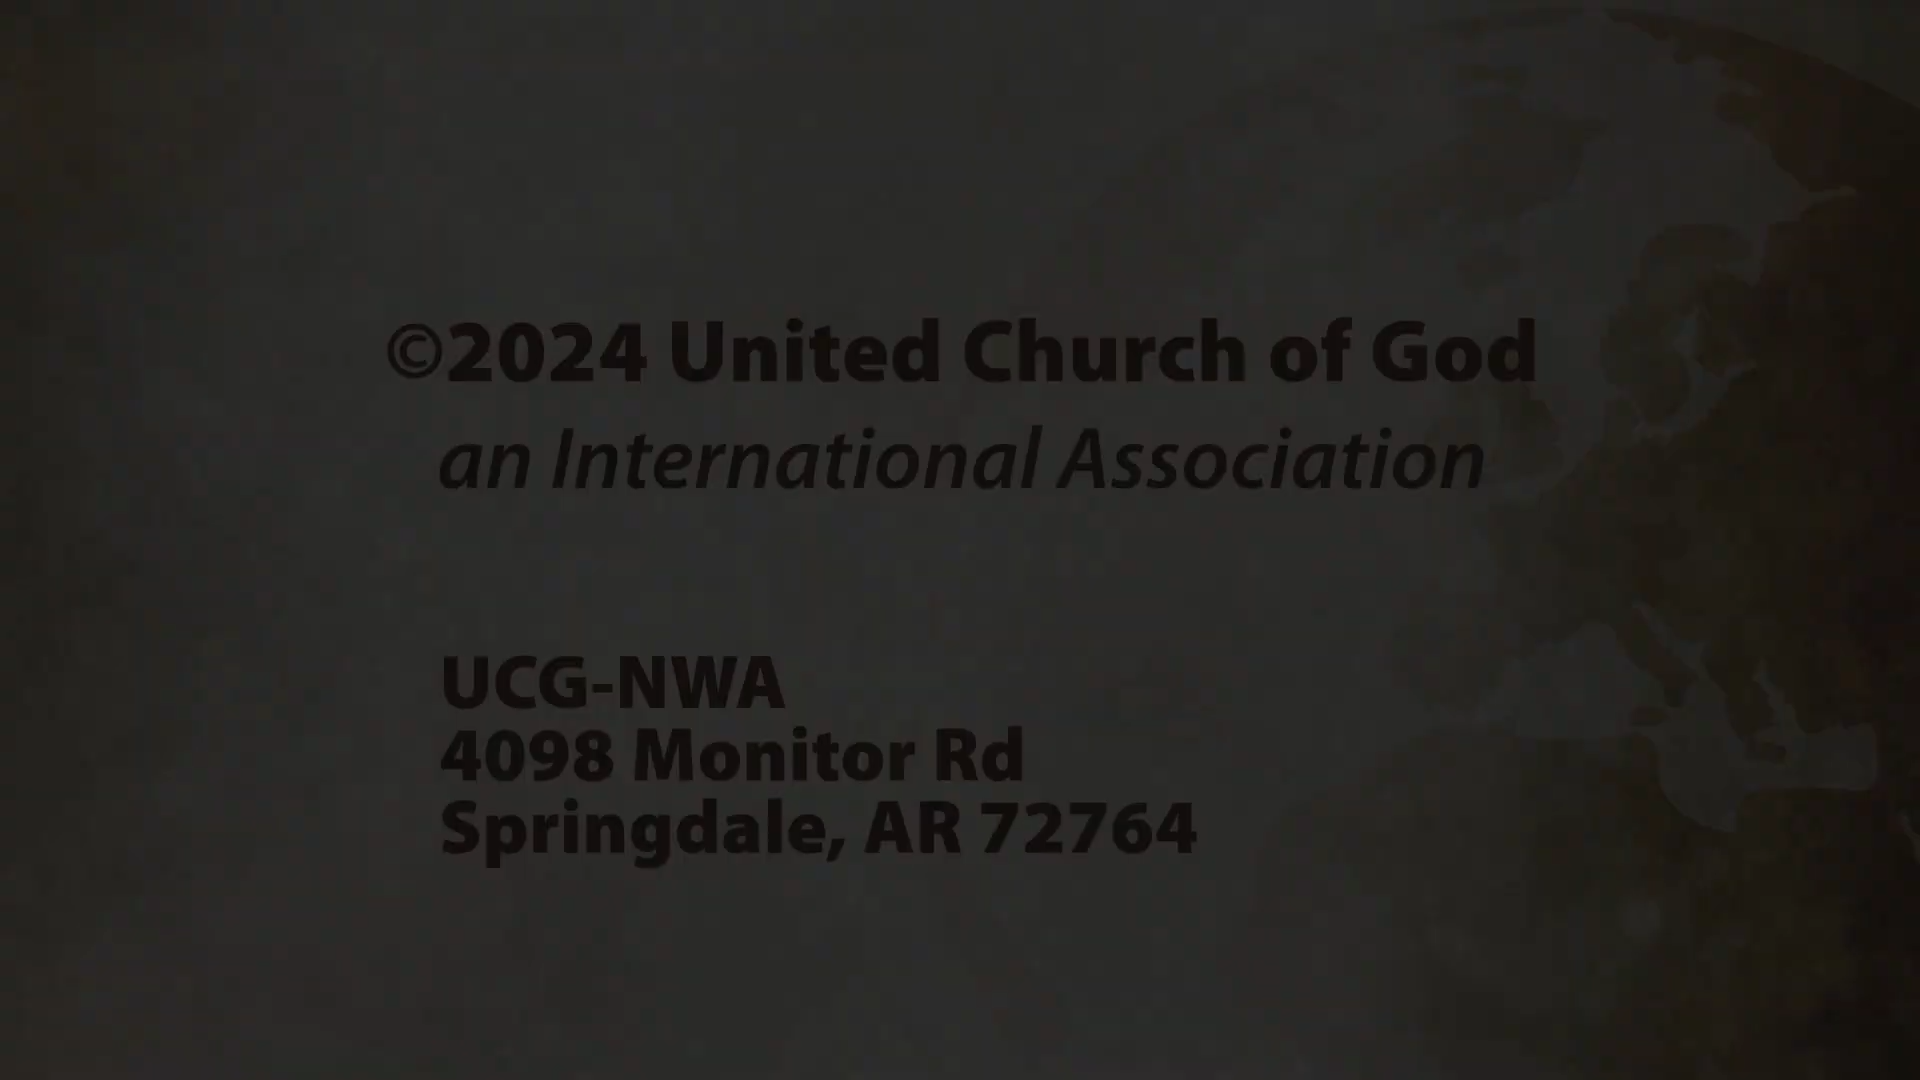 ©2024 United Church of God
an International Association
UCG-NWA
4098 Monitor Rd
Springdale, AR 72764